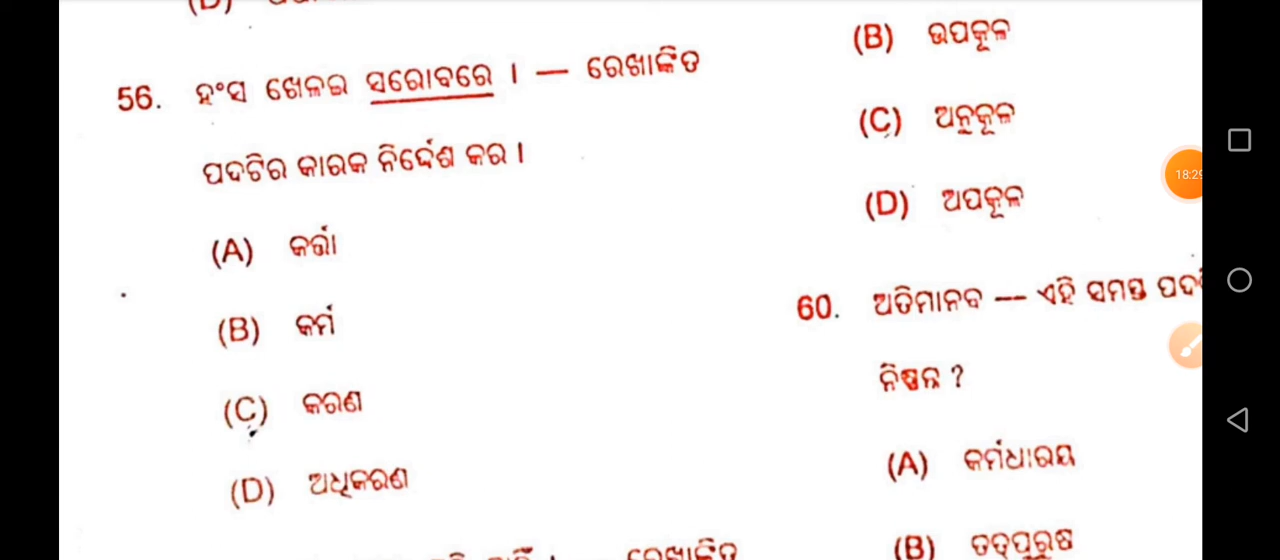 (D)
56. ହଂସ ଖେଳଇ ସରୋବରେ । — ରେଖାଙ୍କିତ
ପଦଟିର କାରକ ନିର୍ଦ୍ଦେଶ କର ।
(A) କର୍ତ୍ତା
(B) କର୍ମ
(C) କରଣ
(D) ଅଧିକରଣ
— ରେଖାଙ୍କିତ
(B) ଉପକୂଳ
(C) ଅନୁକୂଳ
(D) ଅପକୂଳ
60. ଅତିମାନବ — ଏହି ସମସ୍ତ
ନିଷ୍ପନ୍ନ ?
(A) କର୍ମଧାରୟ
(B) ତତ୍ପୁରୁଷ
18:29